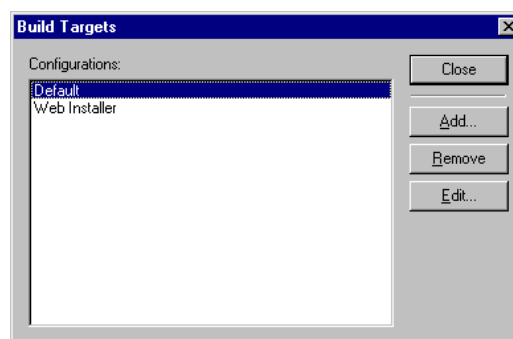 Build Targets
Configurations:
Default
Web Installer
Close
Add...
Remove
Edit...